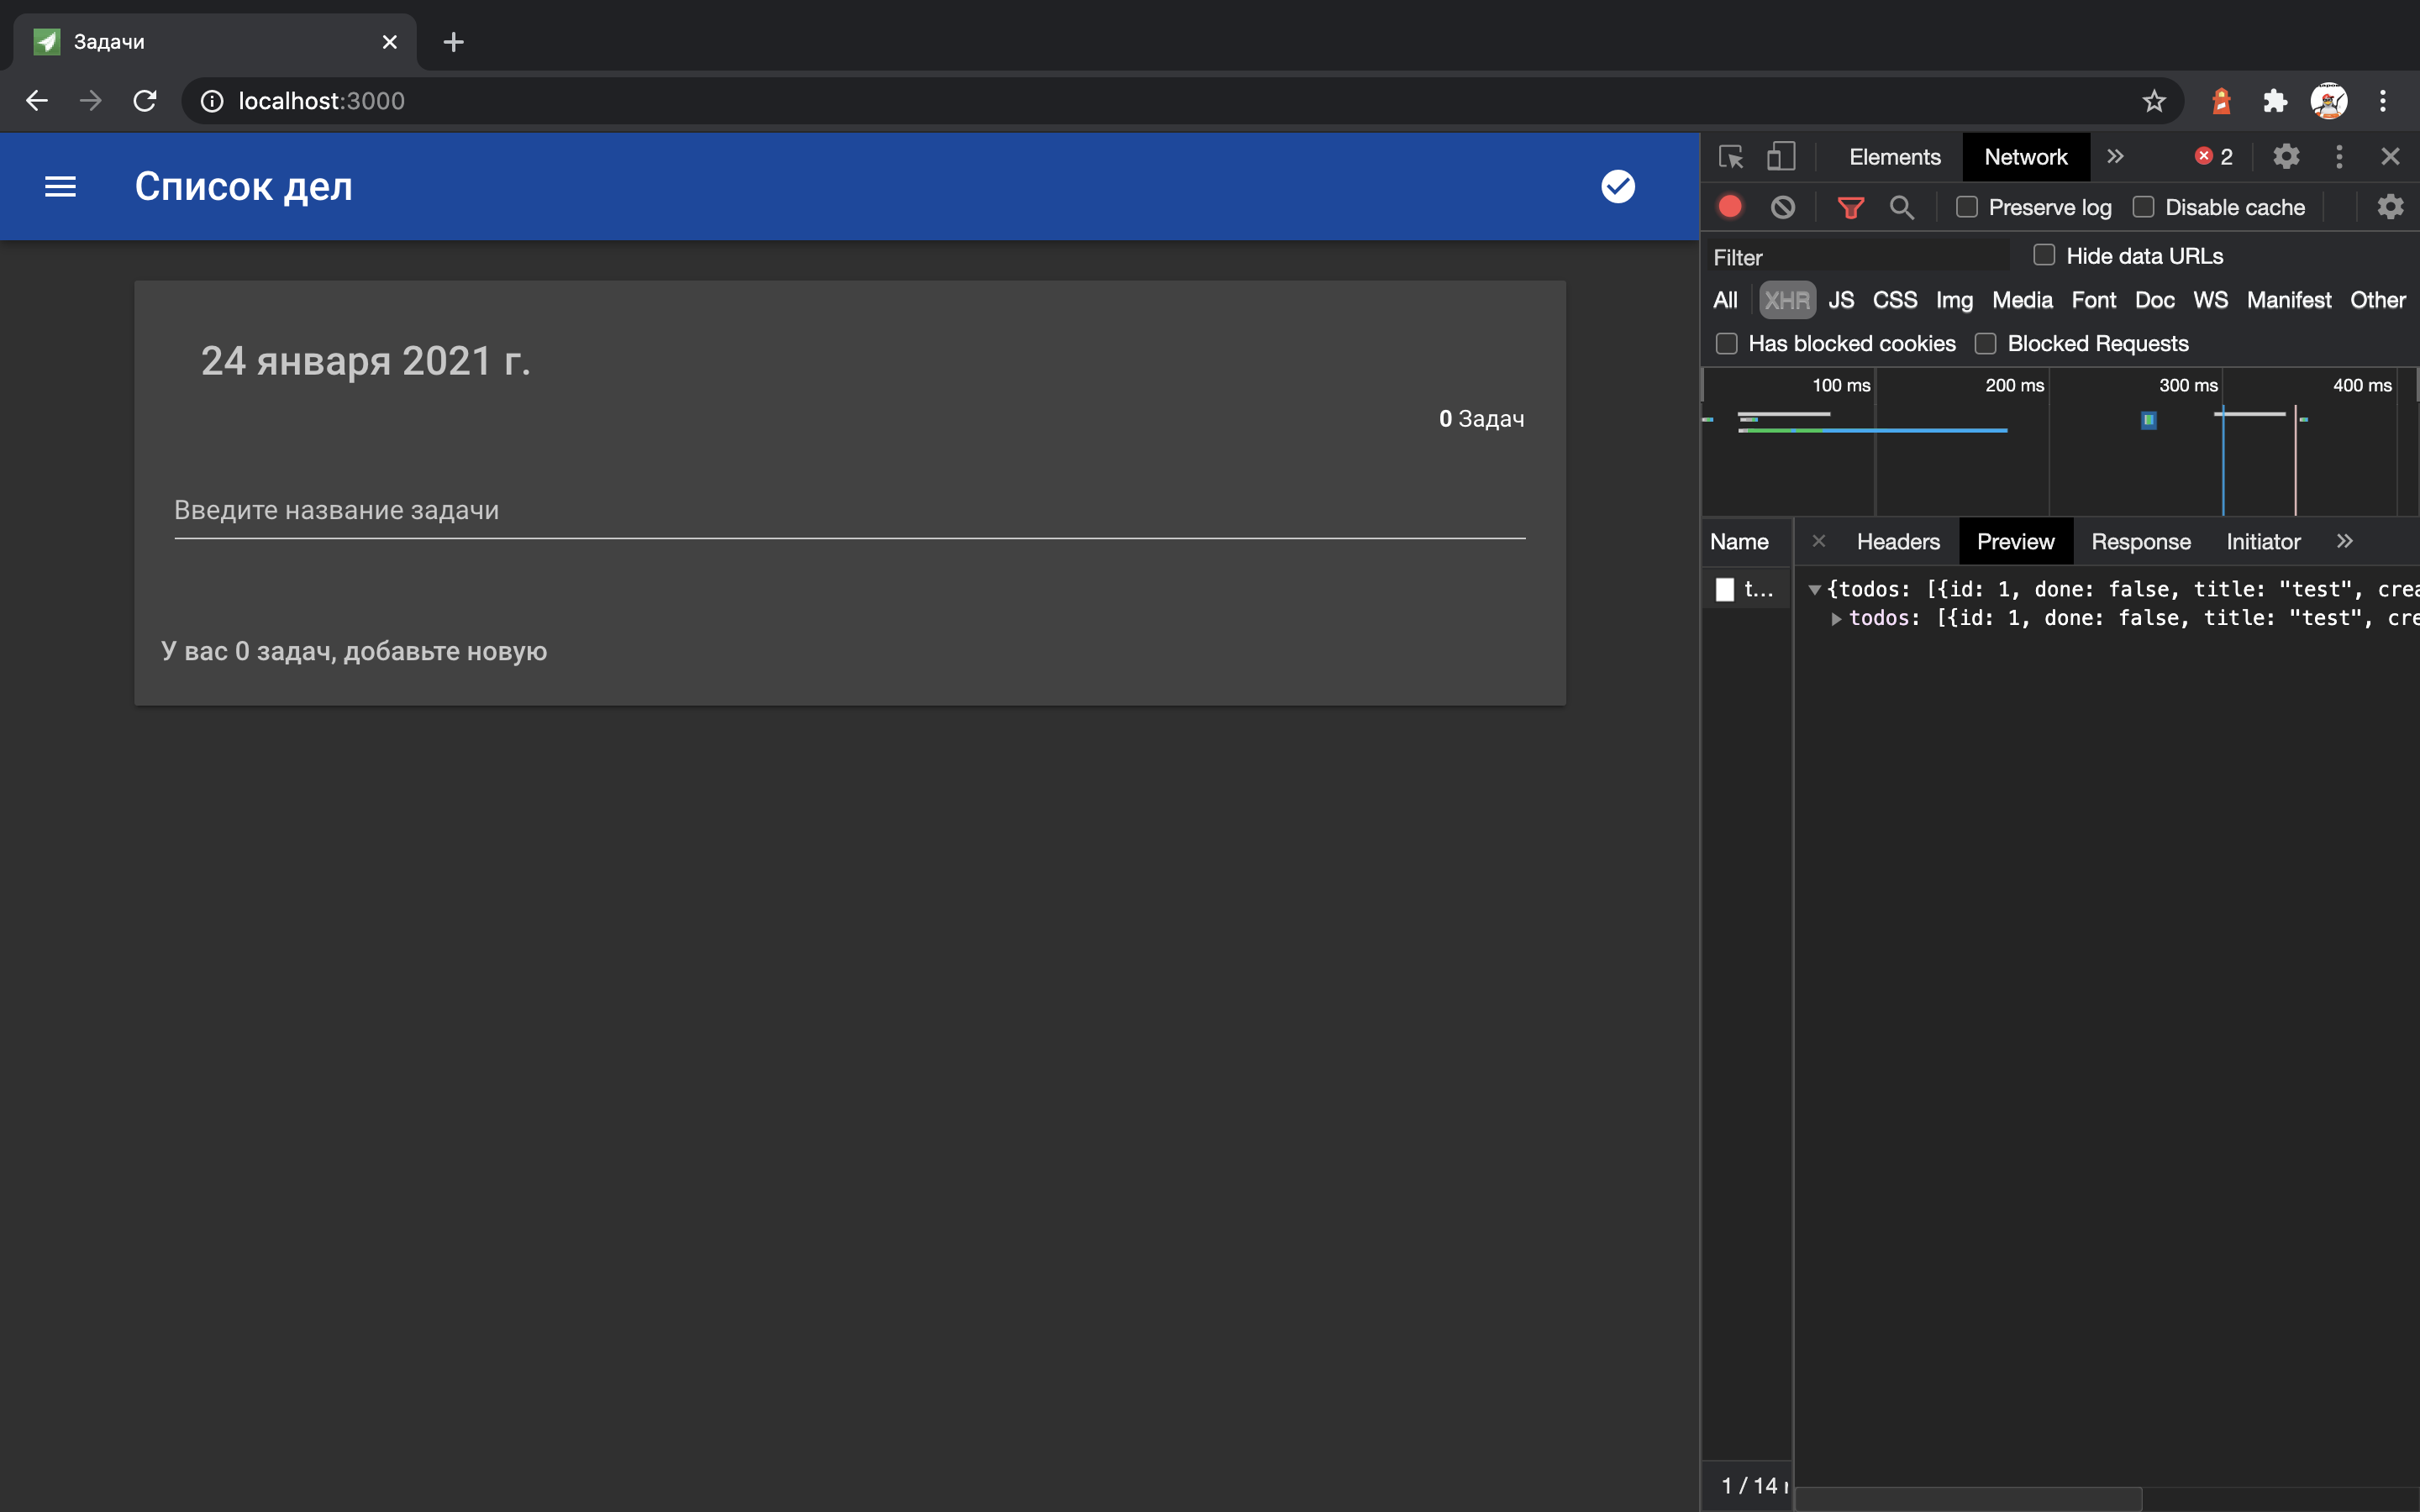 Задачи
localhost:3000
Список дел
24 января 2021 г.
0 Задач
Введите название задачи
У вас 0 задач, добавьте новую
Elements Network 2
Preserve log Disable cache
Filter Hide data URLs
All XHR JS CSS Img Media Font Doc WS Manifest Other
Has blocked cookies Blocked Requests
100 ms 200 ms 300 ms 400 ms
Name Headers Preview Response Initiator
t... {todos: [{id: 1, done: false, title: "test", crea
todos: [{id: 1, done: false, title: "test", cre
1 / 14 r